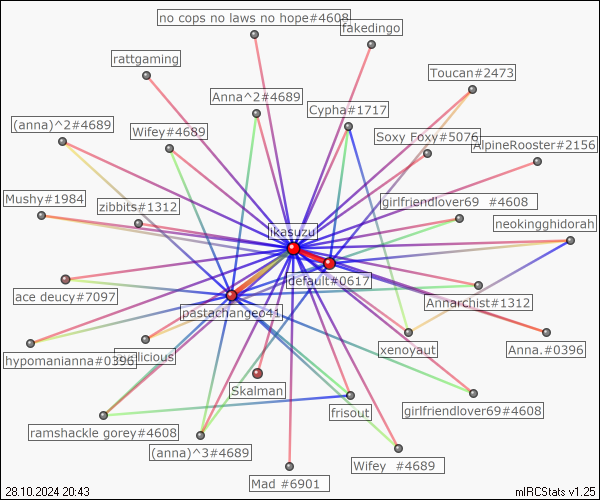 no cops no laws no hope#4608
fakedingo
rattgaming
Toucan#2473
Anna^2#4689
Cypha#1717
(anna)^2#4689
Wifey#4689
Soxy Foxy#5076
AlpineRooster#2156
Mushy#1984
zibbits#1312
girlfriendlover69 #4608
neokingghidorah
ikasuzu
default#0617
ace deucy#7097
pastachange041
Annarchist#1312
hypomanianna#0396
licious
xenoyaut
Anna.#0396
Skalman
frisout
girlfriendlover69#4608
ramshackle gorey#4608
(anna)^3#4689
Wifey #4689
Mad #6901
28.10.2024 20:43
mIRCStats v1.25